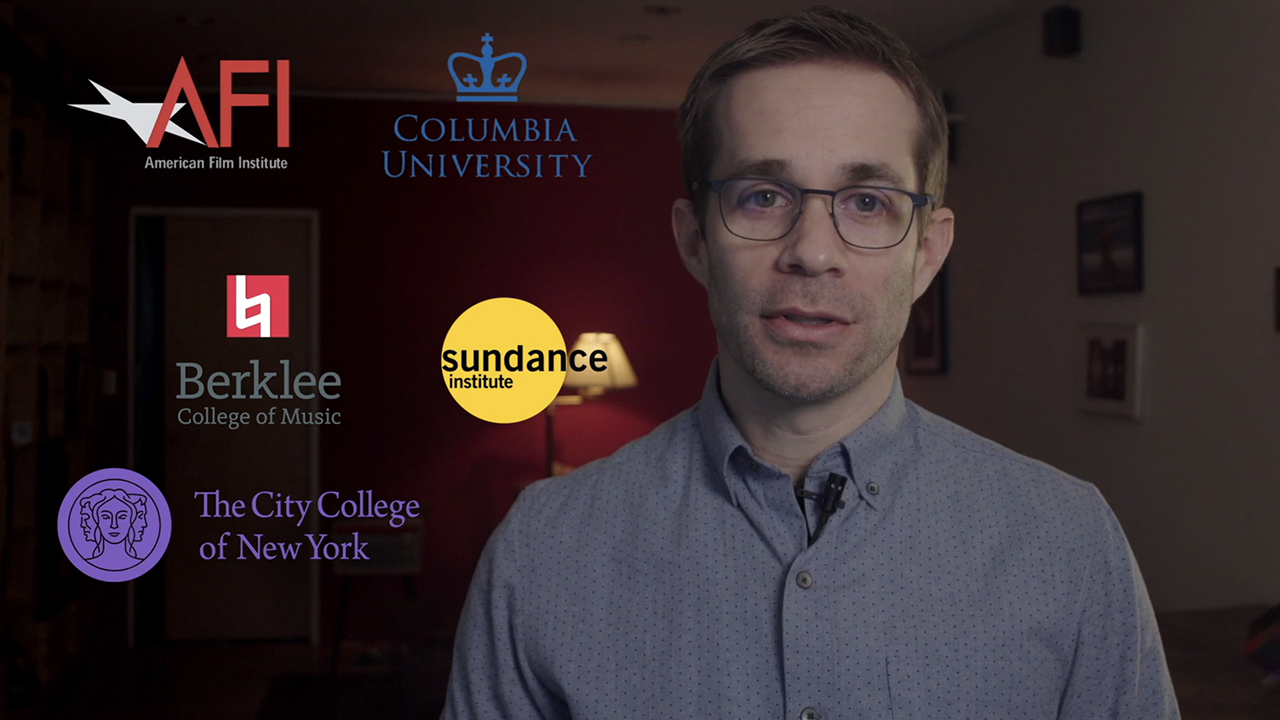 AFI
American Film Institute
COLUMBIA
UNIVERSITY
Berklee
College of Music
sundance
institute
The City College
of New York